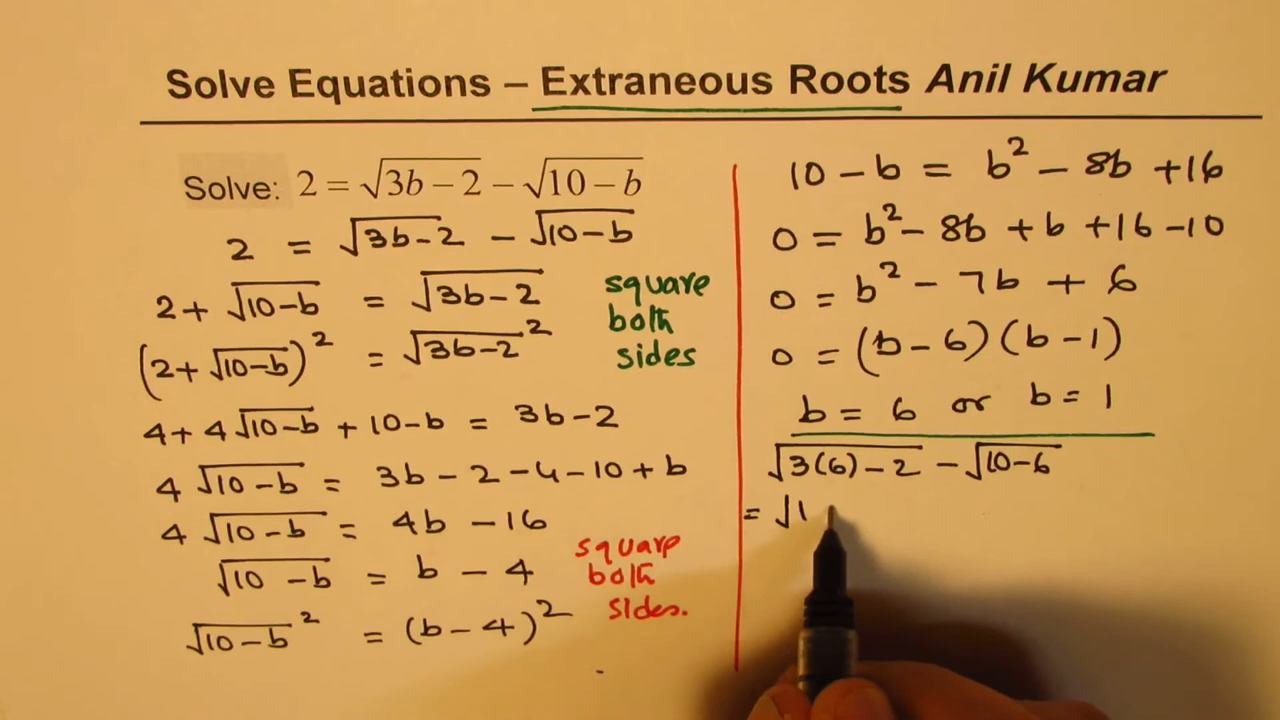 Solve Equations – Extraneous Roots Anil Kumar
Solve: 2 = √(3b − 2) − √(10 − b)
2 = √(3b-2) − √(10-b)
2 + √(10-b) = √(3b-2)
(2+√(10-b))² = √(3b-2)²
square
both
sides
4 + 4√(10-b) + 10-b = 3b-2
4 √(10-b) = 3b - 2 - 4 - 10 + b
4 √(10-b) = 4b - 16
√(10-b) = b - 4
square
both
sides.
√(10-b)² = (b-4)²
10 - b = b² - 8b + 16
0 = b² - 8b + b + 16 - 10
0 = b² - 7b + 6
0 = (b-6)(b-1)
b = 6 or b = 1
√(3(6)-2) - √(10-6)
= √1